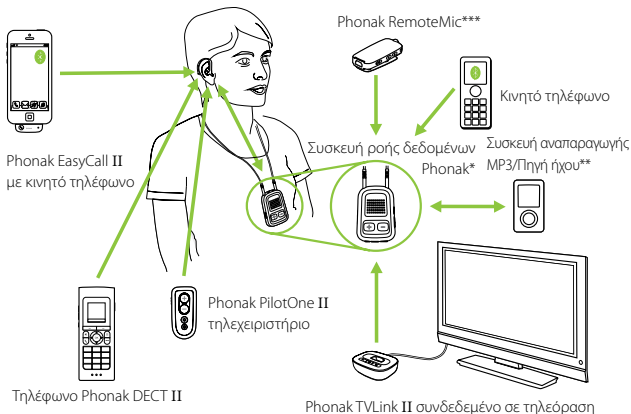 Phonak RemoteMic***
Κινητό τηλέφωνο
Συσκευή ροής δεδομένων
Phonak*
Συσκευή αναπαραγωγής
MP3/Πηγή ήχου**
Phonak EasyCall II
με κινητό τηλέφωνο
Phonak PilotOne II
τηλεχειριστήριο
Τηλέφωνο Phonak DECT II
Phonak TVLink II συνδεδεμένο σε τηλεόραση